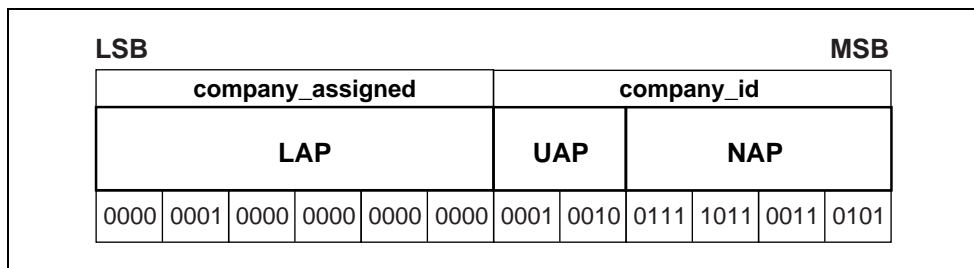 LSB MSB
company_assigned company_id
LAP UAP NAP
0000 0001 0000 0000 0000 0000 0001 0010 0111 1011 0011 0101